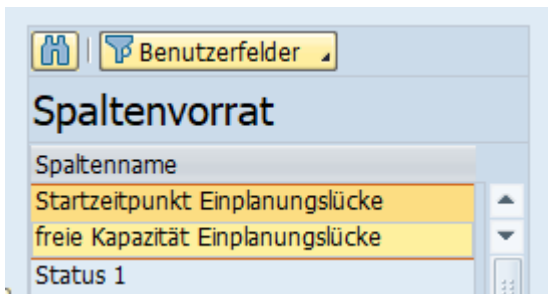 Benutzerfelder
Spaltenvorrat
Spaltenname
Startzeitpunkt Einplanungslücke
freie Kapazität Einplanungslücke
Status 1